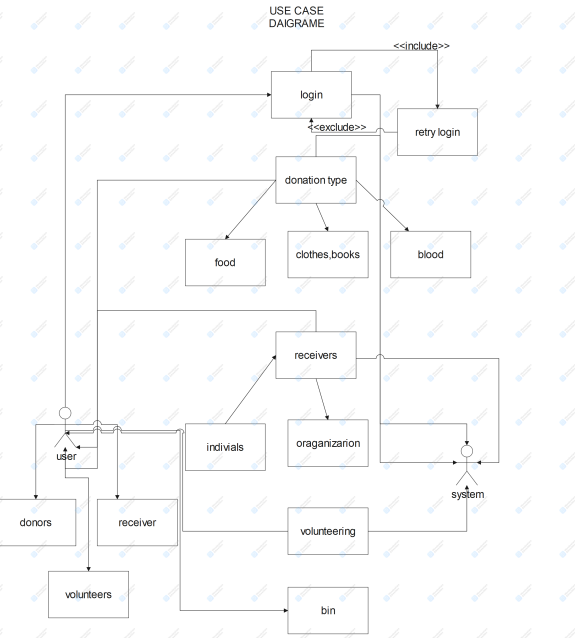 USE CASE
DAIGRAME
<<include>>
login
<<exclude>>
retry login
donation type
food
clothes,books
blood
receivers
indivials
oraganizarion
user
system
donors
receiver
volunteering
volunteers
bin